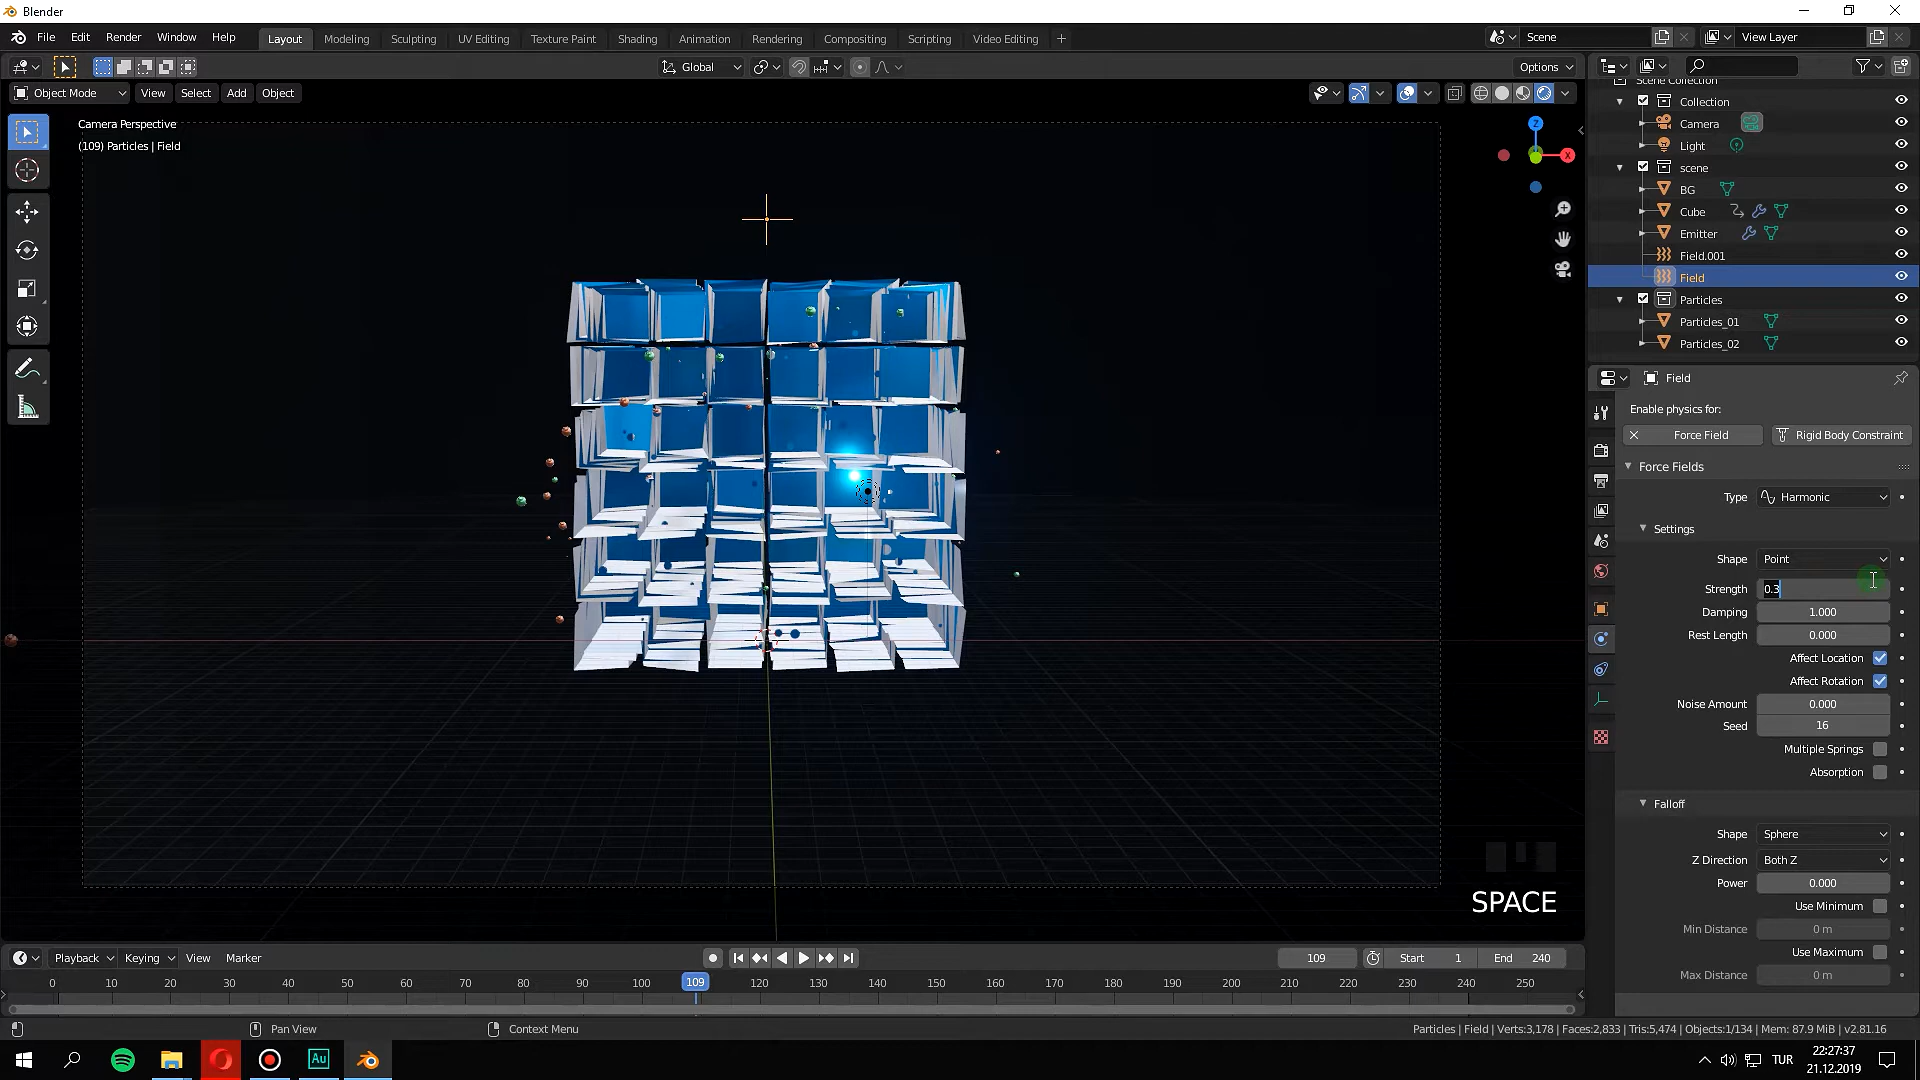 Blender
File Edit Render Window Help
Layout Modeling Sculpting UV Editing Texture Paint Shading Animation Rendering Compositing Scripting Video Editing +
Scene
View Layer
Global
Options
Object Mode View Select Add Object
Camera Perspective
(109) Particles | Field
Z
X
Scene Collection
Collection
Camera
Light
scene
BG
Cube
Emitter
Field.001
Field
Particles
Particles_01
Particles_02
Field
Enable physics for:
Force Field
Rigid Body Constraint
Force Fields
Type Harmonic
Settings
Shape Point
Strength 0.3
Damping 1.000
Rest Length 0.000
Affect Location
Affect Rotation
Noise Amount 0.000
Seed 16
Multiple Springs
Absorption
Falloff
Shape Sphere
Z Direction Both Z
Power 0.000
Use Minimum
Min Distance 0 m
Use Maximum
Max Distance 0 m
SPACE
Playback Keying View Marker
109 Start 1 End 240
0 10 20 30 40 50 60 70 80 90 100 109 120 130 140 150 160 170 180 190 200 210 220 230 240 250
Pan View
Context Menu
Particles | Field | Verts:3,178 | Faces:2,833 | Tris:5,474 | Objects:1/134 | Mem: 87.9 MiB | v2.81.16
Au
TUR
22:27:37
21.12.2019